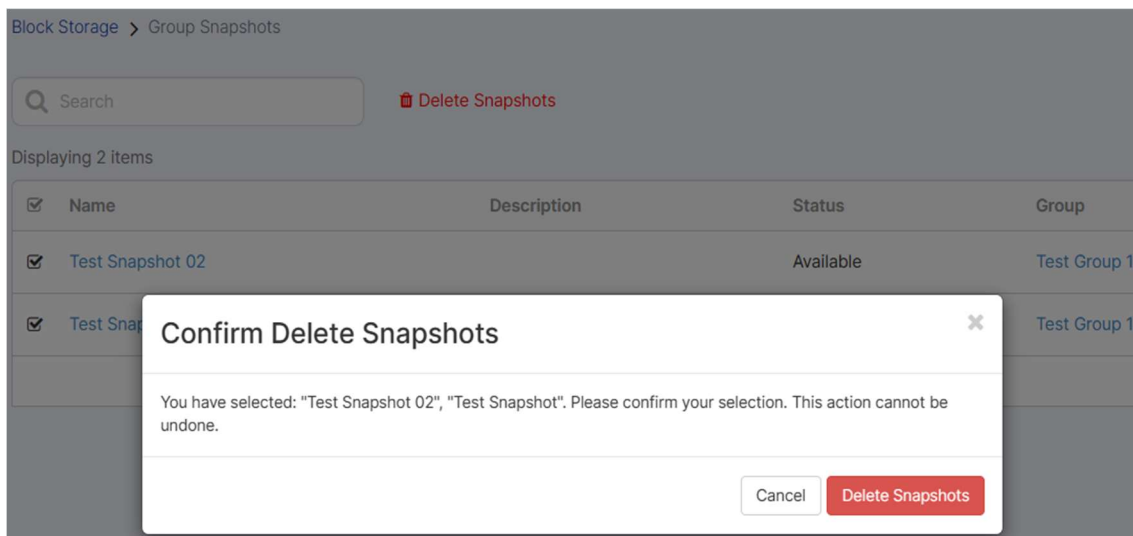 Block Storage > Group Snapshots
Search
Delete Snapshots
Displaying 2 items
Name Description Status Group
Test Snapshot 02 Available Test Group 1
Test Snap Test Group 1
Confirm Delete Snapshots ×
You have selected: "Test Snapshot 02", "Test Snapshot". Please confirm your selection. This action cannot be
undone.
Cancel Delete Snapshots